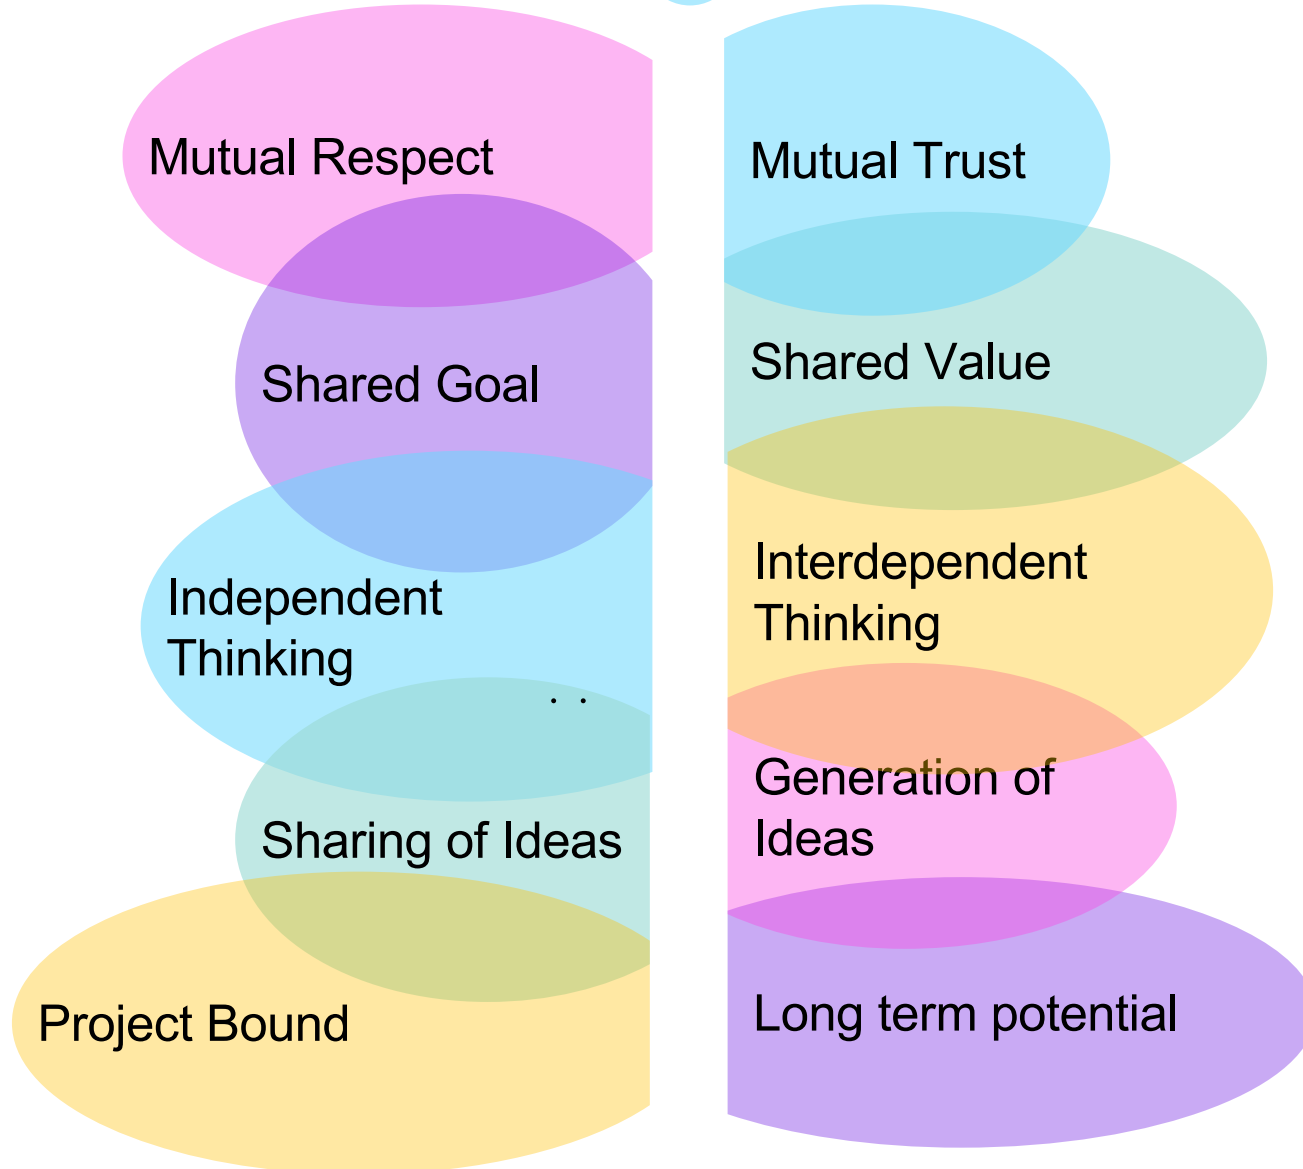 Mutual Respect
Shared Goal
Independent
Thinking
. .
Sharing of Ideas
Project Bound
Mutual Trust
Shared Value
Interdependent
Thinking
Generation of
Ideas
Long term potential